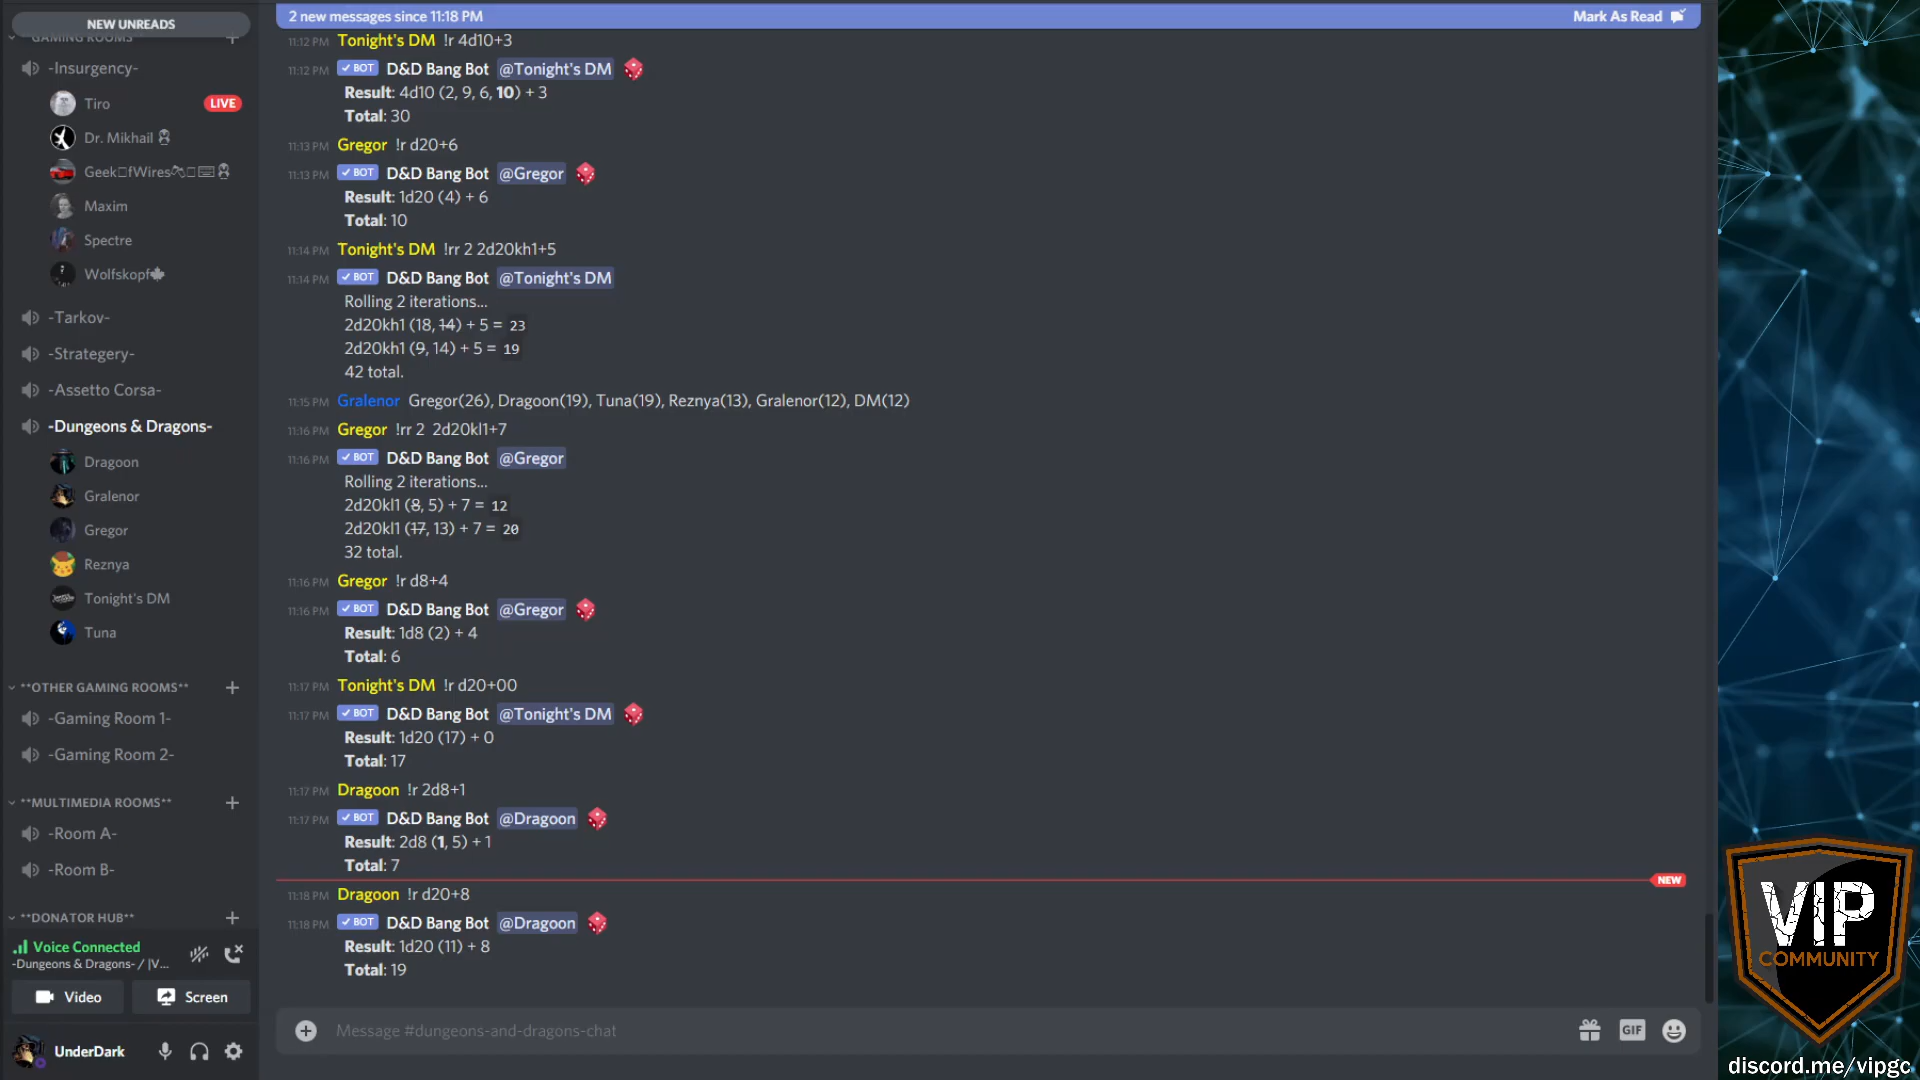 NEW UNREADS
GAMING ROOMS
-Insurgency-
Tiro
LIVE
Dr. Mikhail
Maxim
Spectre
Wolfskopf
-Tarkov-
-Strategery-
-Assetto Corsa-
-Dungeons & Dragons-
Dragoon
Gralenor
Gregor
Reznya
Tonight's DM
Tuna
**OTHER GAMING ROOMS**
-Gaming Room 1-
-Gaming Room 2-
**MULTIMEDIA ROOMS**
-Room A-
-Room B-
**DONATOR HUB**
Voice Connected
-Dungeons & Dragons- / |V...
Video
Screen
UnderDark
2 new messages since 11:18 PM
Mark As Read
11:12 PM Tonight's DM !r 4d10+3
11:12 PM BOT D&D Bang Bot @Tonight's DM
Result: 4d10 (2, 9, 6, 10) + 3
Total: 30
11:13 PM Gregor !r d20+6
11:13 PM BOT D&D Bang Bot @Gregor
Result: 1d20 (4) + 6
Total: 10
11:14 PM Tonight's DM !rr 2 2d20kh1+5
11:14 PM BOT D&D Bang Bot @Tonight's DM
Rolling 2 iterations...
2d20kh1 (18, 14) + 5 = 23
2d20kh1 (9, 14) + 5 = 19
42 total.
11:15 PM Gralenor Gregor(26), Dragoon(19), Tuna(19), Reznya(13), Gralenor(12), DM(12)
11:16 PM Gregor !rr 2 2d20kl1+7
11:16 PM BOT D&D Bang Bot @Gregor
Rolling 2 iterations...
2d20kl1 (8, 5) + 7 = 12
2d20kl1 (17, 13) + 7 = 20
32 total.
11:16 PM Gregor !r d8+4
11:16 PM BOT D&D Bang Bot @Gregor
Result: 1d8 (2) + 4
Total: 6
11:17 PM Tonight's DM !r d20+00
11:17 PM BOT D&D Bang Bot @Tonight's DM
Result: 1d20 (17) + 0
Total: 17
11:17 PM Dragoon !r 2d8+1
11:17 PM BOT D&D Bang Bot @Dragoon
Result: 2d8 (1, 5) + 1
Total: 7
NEW
11:18 PM Dragoon !r d20+8
11:18 PM BOT D&D Bang Bot @Dragoon
Result: 1d20 (11) + 8
Total: 19
Message #dungeons-and-dragons-chat
GIF
VIP
COMMUNITY
discord.me/vipgc